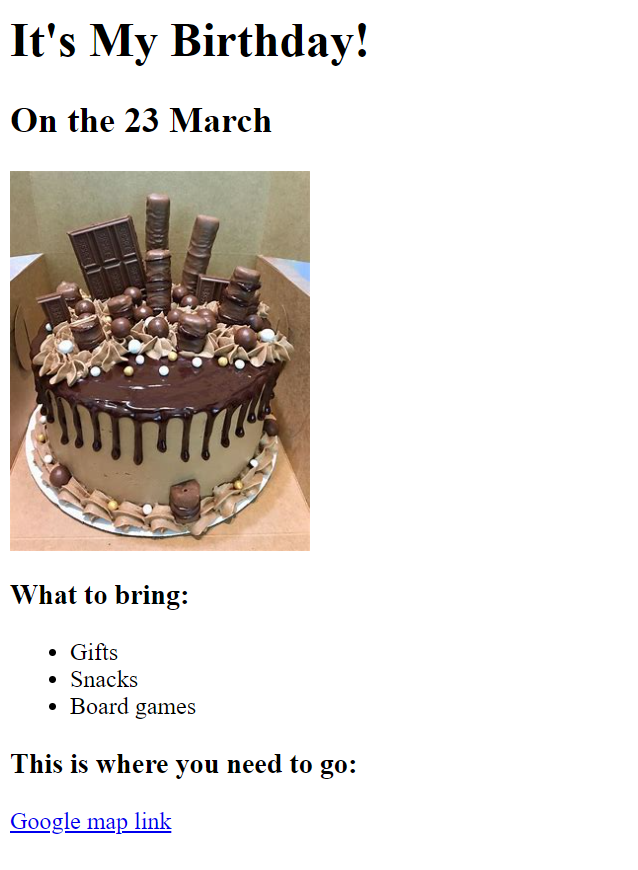 It's My Birthday!
On the 23 March
What to bring:
Gifts
Snacks
Board games
This is where you need to go:
Google map link